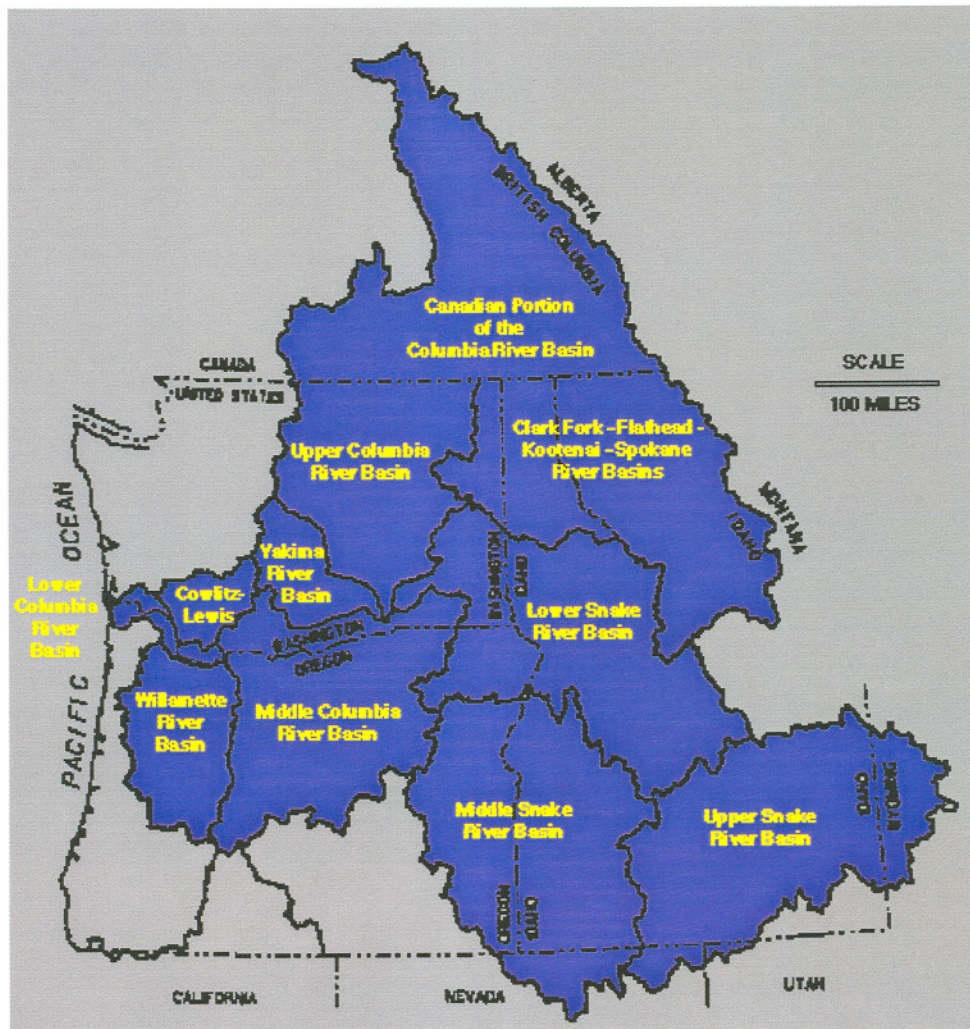 ALBERTA
BRITISH COLUMBIA
Canadian Portion
of the
Columbia River Basin
CANADA
UNITED STATES
SCALE
100 MILES
Upper Columbia
River Basin
Clark Fork -Flathead -
Kootenai -Spokane
River Basins
MONTANA
IDAHO
PACIFIC OCEAN
Yakima
River
Basin
WASHINGTON
IDAHO
Lower
Columbia
River
Basin
Cowlitz-
Lewis
Lower Snake
River Basin
WASHINGTON
OREGON
Willamette
River
Basin
Middle Columbia
River Basin
Middle Snake
River Basin
Upper Snake
River Basin
IDAHO
WYOMING
OREGON
IDAHO
CALIFORNIA
NEVADA
UTAH